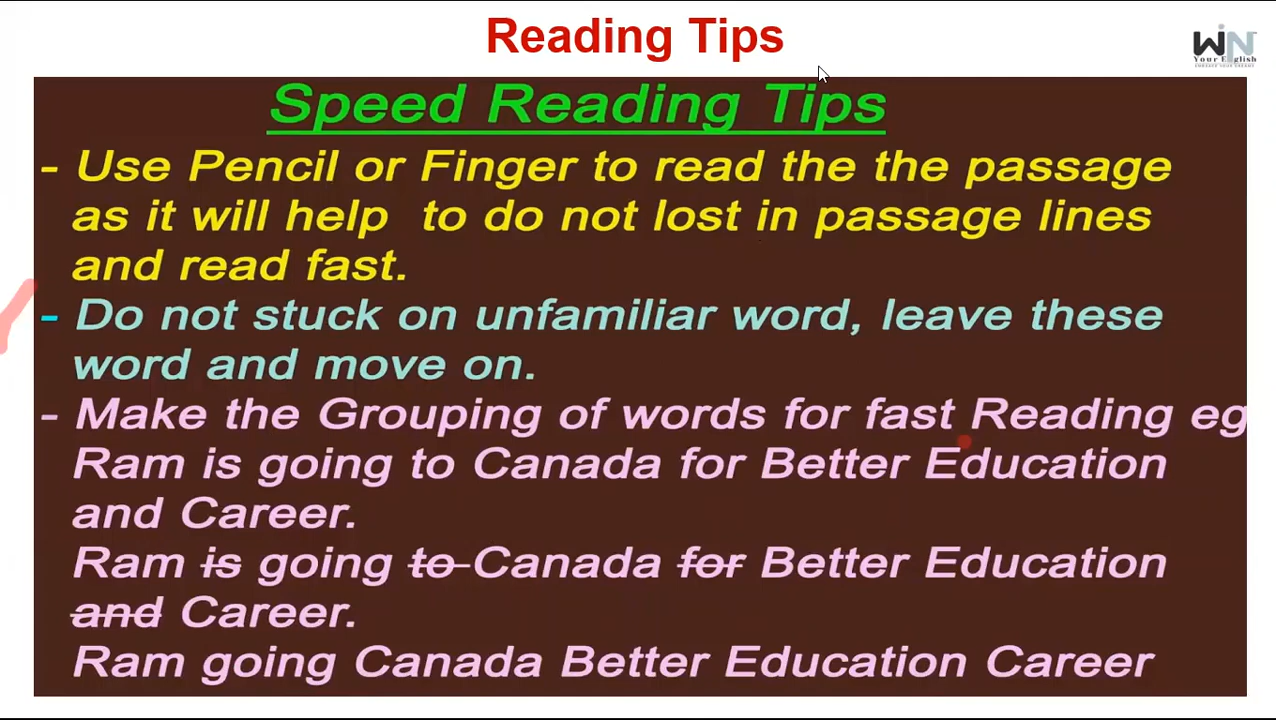 Reading Tips
WiN
Your English
Speed Reading Tips
- Use Pencil or Finger to read the the passage
as it will help to do not lost in passage lines
and read fast.
- Do not stuck on unfamiliar word, leave these
word and move on.
- Make the Grouping of words for fast Reading eg
Ram is going to Canada for Better Education
and Career.
Ram is going to Canada for Better Education
and Career.
Ram going Canada Better Education Career